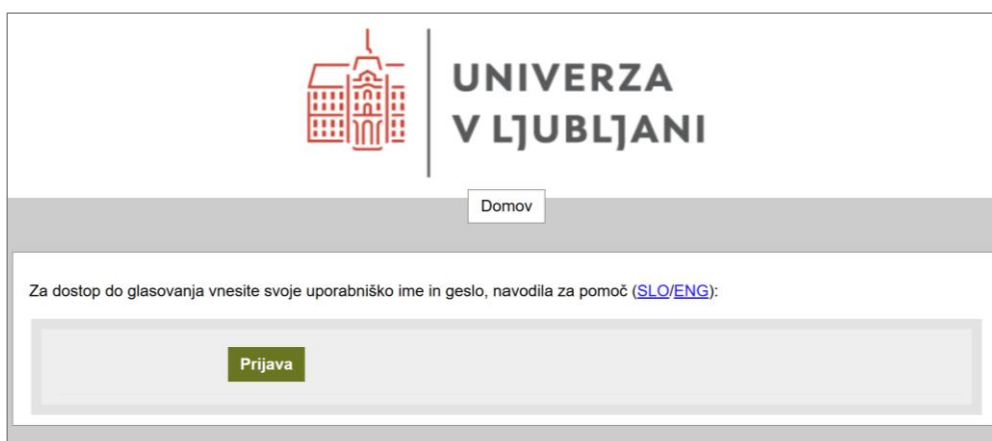 UNIVERZA
V LJUBLJANI
Domov
Za dostop do glasovanja vnesite svoje uporabniško ime in geslo, navodila za pomoč (SLO/ENG):
Prijava